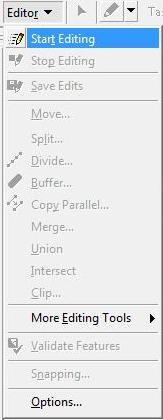 Editor
Ta
Start Editing
Stop Editing
Save Edits
Move...
Split...
Divide...
Buffer...
Copy Parallel...
Merge...
Union
Intersect
Clip...
More Editing Tools
Validate Features
Snapping...
Options...